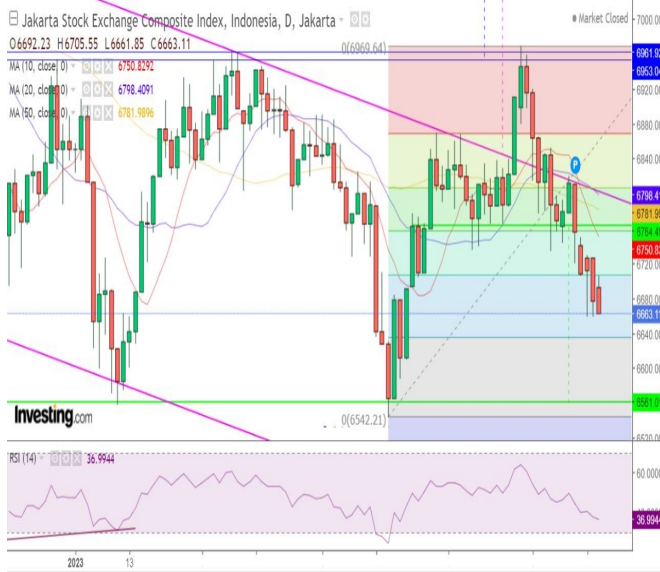 Jakarta Stock Exchange Composite Index, Indonesia, D, Jakarta
Market Closed
O6692.23 H6705.55 L6661.85 C6663.11
MA (10, close, 0) 6750.8292
MA (20, close, 0) 6798.4091
MA (50, close, 0) 6781.9896
0(6969.64)
P
0(6542.21)
7000.00
6961.92
6953.04
6920.00
6880.00
6840.00
6798.41
6781.99
6764.4
6750.83
6720.00
6680.00
6663.11
6640.00
6600.00
6561.0
6520.00
Investing.com
RSI (14) 36.9944
60.0000
36.9944
2023
13